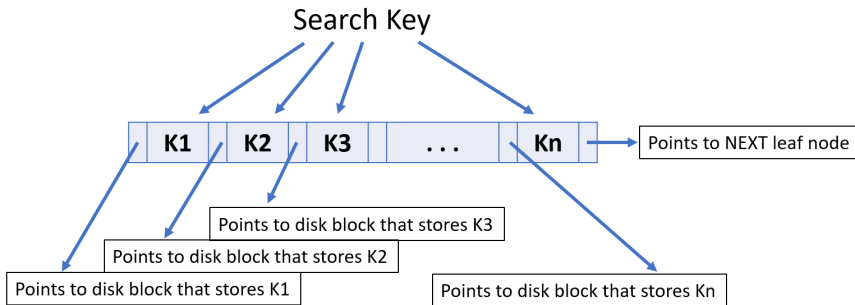 Search Key
K1 K2 K3 . . . Kn
Points to NEXT leaf node
Points to disk block that stores K3
Points to disk block that stores K2
Points to disk block that stores K1
Points to disk block that stores Kn